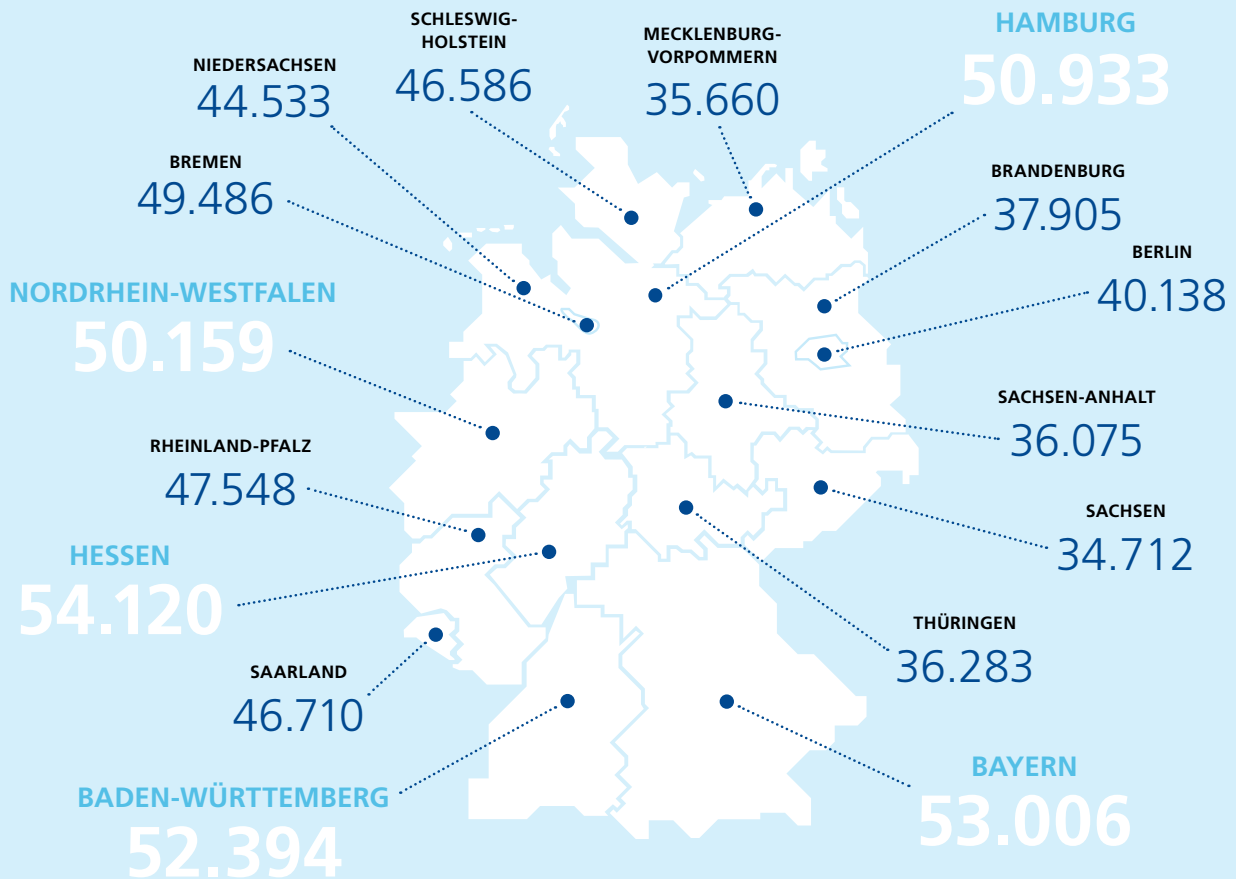 SCHLESWIG-
HOLSTEIN
46.586
MECKLENBURG-
VORPOMMERN
35.660
HAMBURG
50.933
NIEDERSACHSEN
44.533
BREMEN
49.486
BRANDENBURG
37.905
BERLIN
40.138
NORDRHEIN-WESTFALEN
50.159
SACHSEN-ANHALT
36.075
RHEINLAND-PFALZ
47.548
SACHSEN
34.712
HESSEN
54.120
THÜRINGEN
36.283
SAARLAND
46.710
BAYERN
53.006
BADEN-WÜRTTEMBERG
52.394